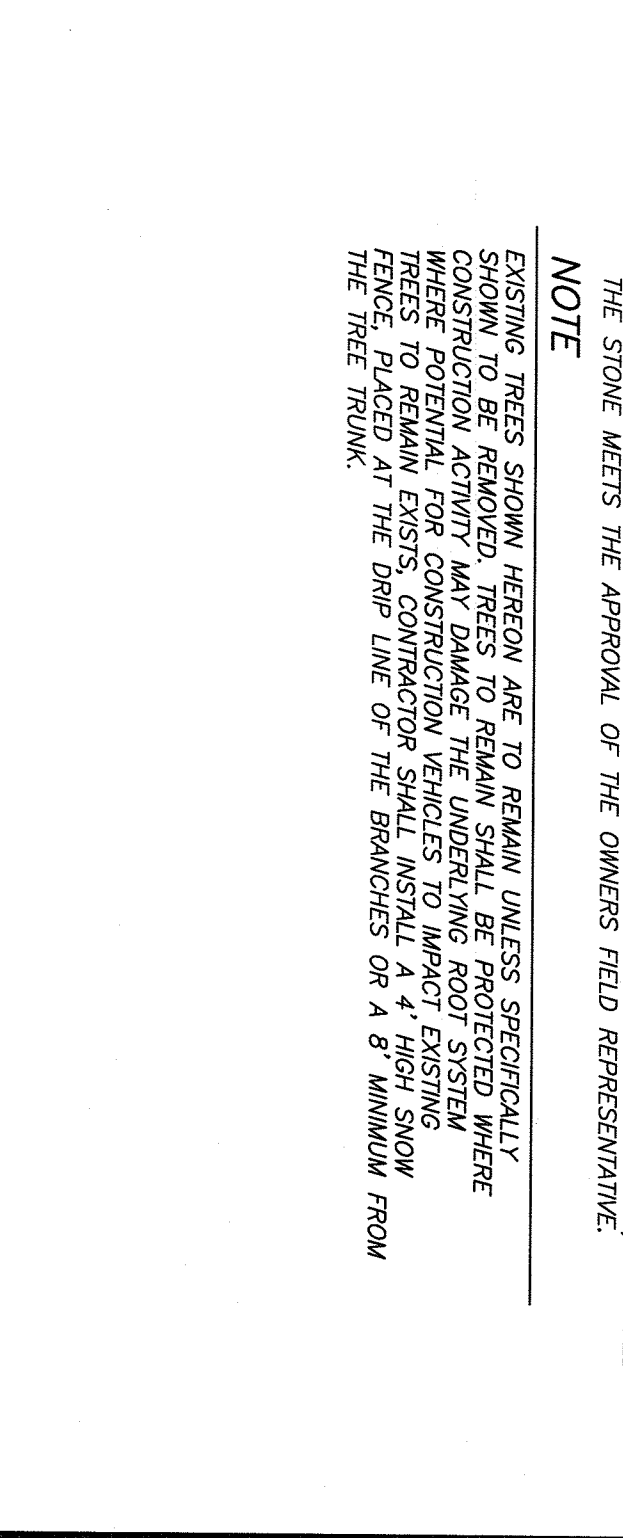 THE STONE MEETS THE APPROVAL OF THE OWNERS FIELD REPRESENTATIVE.
NOTE
EXISTING TREES SHOWN HEREON ARE TO REMAIN UNLESS SPECIFICALLY
SHOWN TO BE REMOVED. TREES TO REMAIN SHALL BE PROTECTED WHERE
CONSTRUCTION ACTIVITY MAY DAMAGE THE UNDERLYING ROOT SYSTEM
WHERE POTENTIAL FOR CONSTRUCTION VEHICLES TO IMPACT EXISTING
TREES TO REMAIN EXISTS, CONTRACTOR SHALL INSTALL A 4' HIGH SNOW
FENCE, PLACED AT THE DRIP LINE OF THE BRANCHES OR A 8' MINIMUM FROM
THE TREE TRUNK.